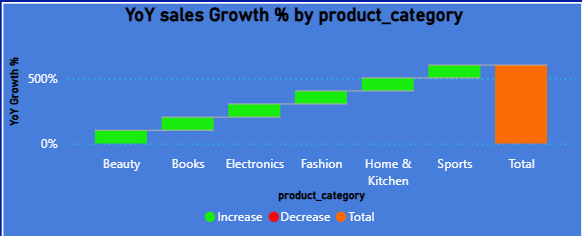 YoY sales Growth % by product_category
YoY Growth %
500%
0%
Beauty
Books
Electronics
Fashion
Home &
Kitchen
Sports
Total
product_category
Increase Decrease Total